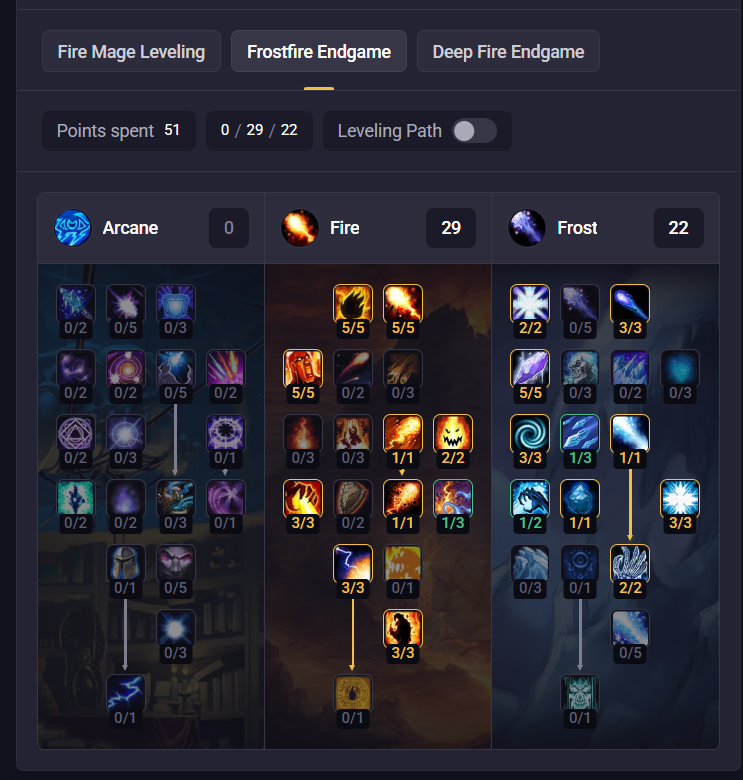 Fire Mage Leveling Frostfire Endgame Deep Fire Endgame
Points spent 51 0 / 29 / 22 Leveling Path
Arcane 0 Fire 29 Frost 22
0/2 0/5 0/3 5/5 5/5 2/2 0/5 3/3
0/2 0/2 0/5 0/2 5/5 0/2 0/3 5/5 0/3 0/2 0/3
0/2 0/3 0/1 0/3 0/3 1/1 2/2 3/3 1/3 1/1
0/2 0/2 0/3 0/1 3/3 0/2 1/1 1/3 1/2 1/1 3/3
0/1 0/5 3/3 0/1 0/3 0/1 2/2
0/3 3/3 0/5
0/1 0/1 0/1